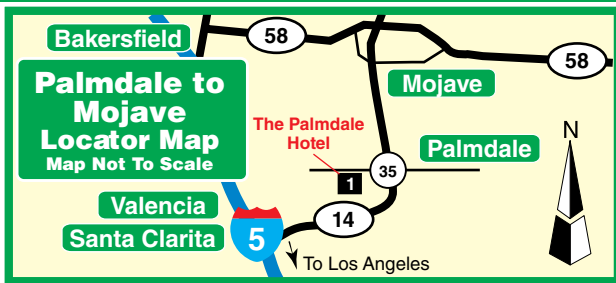 Bakersfield
58
58
Palmdale to
Mojave
Locator Map
Map Not To Scale
Mojave
The Palmdale
Hotel
N
Palmdale
35
1
Valencia
14
Santa Clarita
5
To Los Angeles